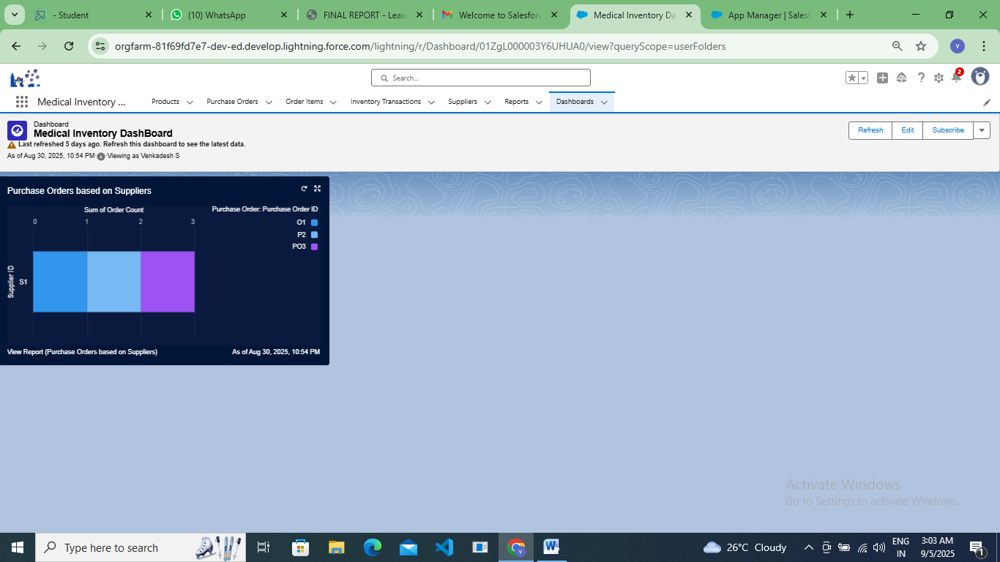 - Student
(10) WhatsApp
FINAL REPORT - Lease
Welcome to Salesforc
Medical Inventory Da
App Manager | Salesf
orgfarm-81f69fd7e7-dev-ed.develop.lightning.force.com/lightning/r/Dashboard/01ZgL000003Y6UHUA0/view?queryScope=userFolders
v
Search...
2
Medical Inventory ...
Products
Purchase Orders
Order Items
Inventory Transactions
Suppliers
Reports
Dashboards
Dashboard
Medical Inventory DashBoard
Last refreshed 5 days ago. Refresh this dashboard to see the latest data.
As of Aug 30, 2025, 10:54 PM·Viewing as Venkadesh S
Refresh
Edit
Subscribe
Purchase Orders based on Suppliers
Sum of Order Count
0 1 2 3
Purchase Order: Purchase Order ID
O1
P2
PO3
Supplier ID
S1
View Report (Purchase Orders based on Suppliers)
As of Aug 30, 2025, 10:54 PM
Activate Windows
Go to Settings to activate Windows.
Type here to search
26°C Cloudy
ENG
IN
3:03 AM
9/5/2025
1